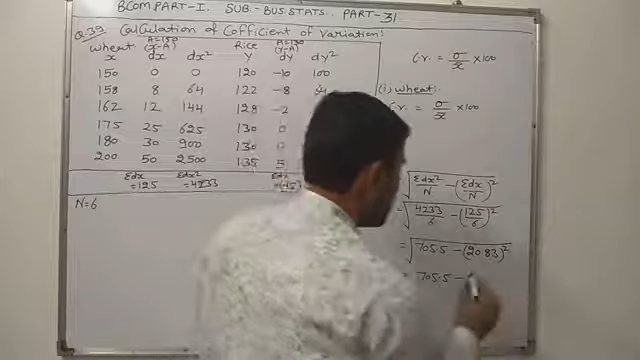 BCOM PART-I. SUB.- BUS STATS.. PART-31.
Q.39 Calculation of Coefficient of Variation:
wheat x A=150 (x-A) dx dx² Rice Y A=130 (Y-A) dy dy²
150 0 0 120 -10 100
158 8 64 122 -8
162 12 144 128 -2
175 25 625 130 0
180 30 900 130 0
200 50 2500 135 5
Σdx =125 Σdx² =4233
N=6
C.V. = σ/x̄ ×100
(i) Wheat:
C.V. = σ/x̄ ×100
√Σdx²/N - (Σdx/N)²
= √4233/6 - (125/6)²
= √705.5 - (20.83)²
= 705.5 -